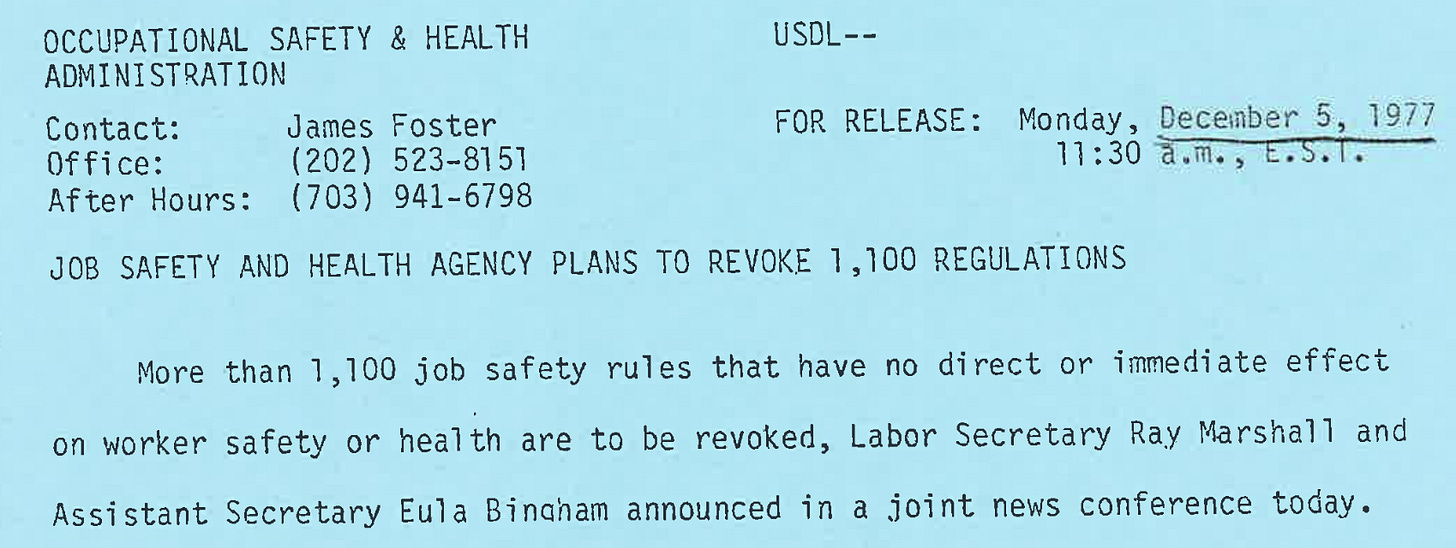 OCCUPATIONAL SAFETY & HEALTH
ADMINISTRATION
USDL--
Contact: James Foster
Office: (202) 523-8151
After Hours: (703) 941-6798
FOR RELEASE: Monday, December 5, 1977
11:30 a.m., E.S.T.
JOB SAFETY AND HEALTH AGENCY PLANS TO REVOKE 1,100 REGULATIONS
More than 1,100 job safety rules that have no direct or immediate effect
on worker safety or health are to be revoked, Labor Secretary Ray Marshall and
Assistant Secretary Eula Bingham announced in a joint news conference today.